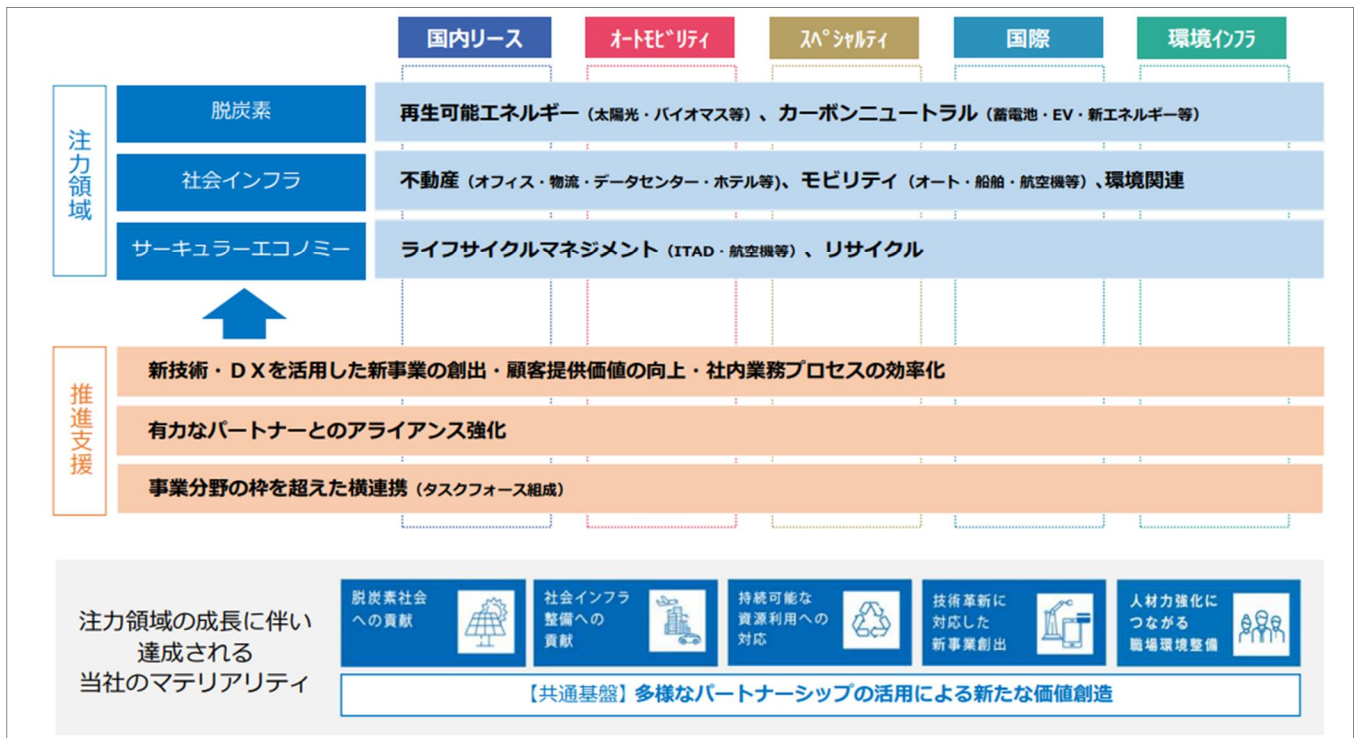 国内リース
ｵｰﾄﾓﾋﾞﾘﾃｨ
ｽﾍﾟｼｬﾙﾃｨ
国際
環境ｲﾝﾌﾗ
注力領域
脱炭素
再生可能エネルギー（太陽光・バイオマス等）、カーボンニュートラル（蓄電池・EV・新エネルギー等）
社会インフラ
不動産（オフィス・物流・データセンター・ホテル等)、モビリティ（オート・船舶・航空機等）、環境関連
サーキュラーエコノミー
ライフサイクルマネジメント（ITAD・航空機等）、リサイクル
推進支援
新技術・ＤＸを活用した新事業の創出・顧客提供価値の向上・社内業務プロセスの効率化
有力なパートナーとのアライアンス強化
事業分野の枠を超えた横連携（タスクフォース組成）
注力領域の成長に伴い
達成される
当社のマテリアリティ
脱炭素社会
への貢献
社会インフラ
整備への
貢献
持続可能な
資源利用への
対応
技術革新に
対応した
新事業創出
人材力強化に
つながる
職場環境整備
【共通基盤】多様なパートナーシップの活用による新たな価値創造